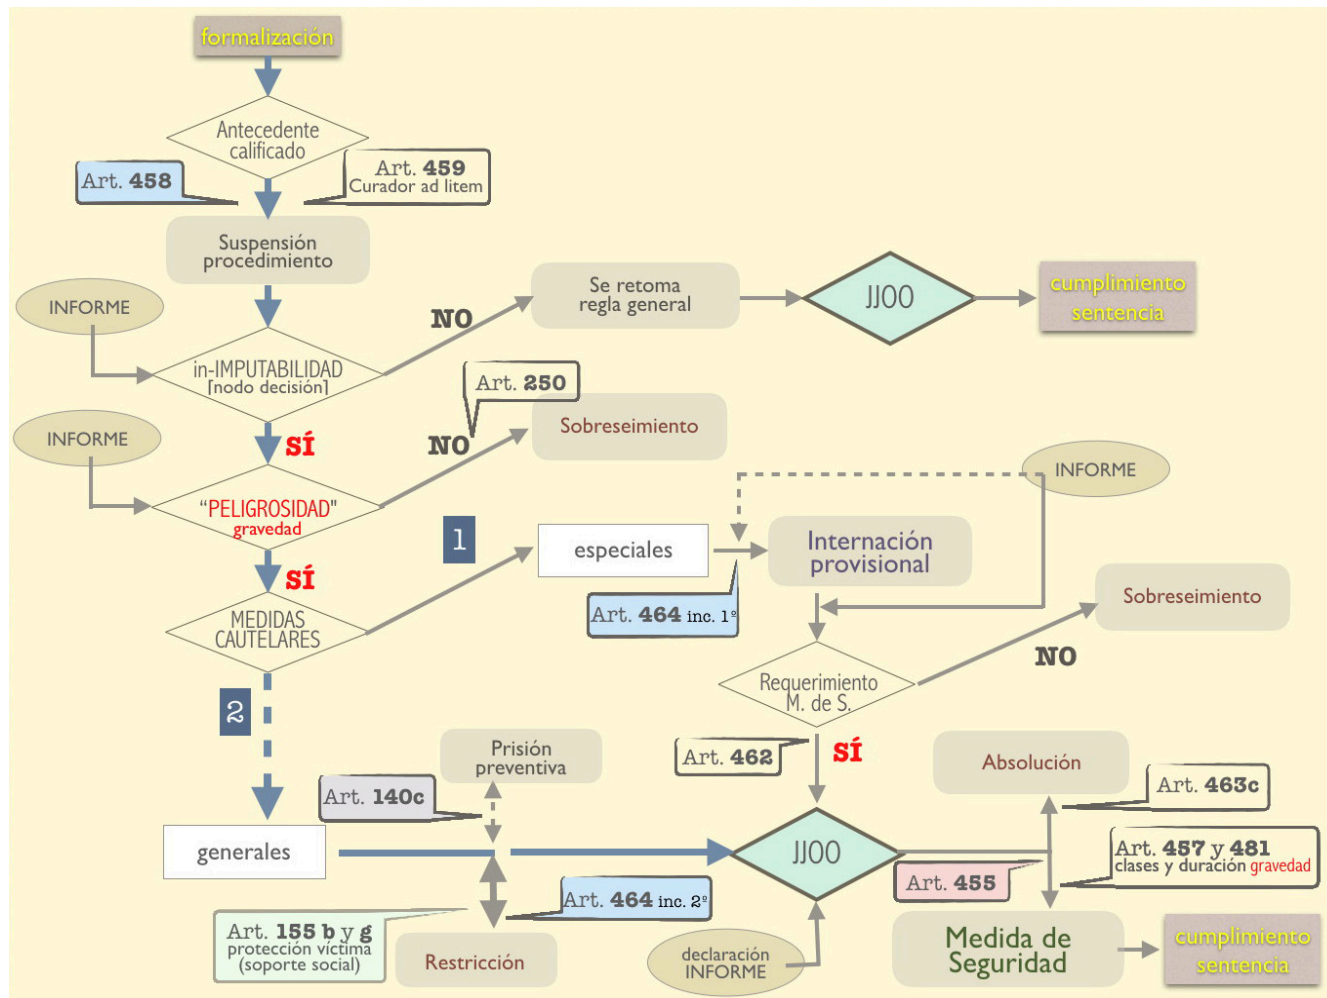 formalización
Antecedente
calificado
Art. 458
Art. 459
Curador ad litem
Suspensión
procedimiento
INFORME
in-IMPUTABILIDAD
[nodo decisión]
NO
Se retoma
regla general
JJOO
cumplimiento
sentencia
INFORME
SÍ
NO
Art. 250
Sobreseimiento
"PELIGROSIDAD"
gravedad
SÍ
1
especiales
Internación
provisional
INFORME
Art. 464 inc. 1º
MEDIDAS
CAUTELARES
Sobreseimiento
NO
Requerimiento
M. de S.
2
Art. 462
SÍ
Prisión
preventiva
Art. 140c
Absolución
Art. 463c
generales
JJOO
Art. 457 y 481
clases y duración gravedad
Art. 455
Art. 464 inc. 2º
Art. 155 b y g
protección víctima
(soporte social)
Restricción
declaración
INFORME
Medida de
Seguridad
cumplimiento
sentencia